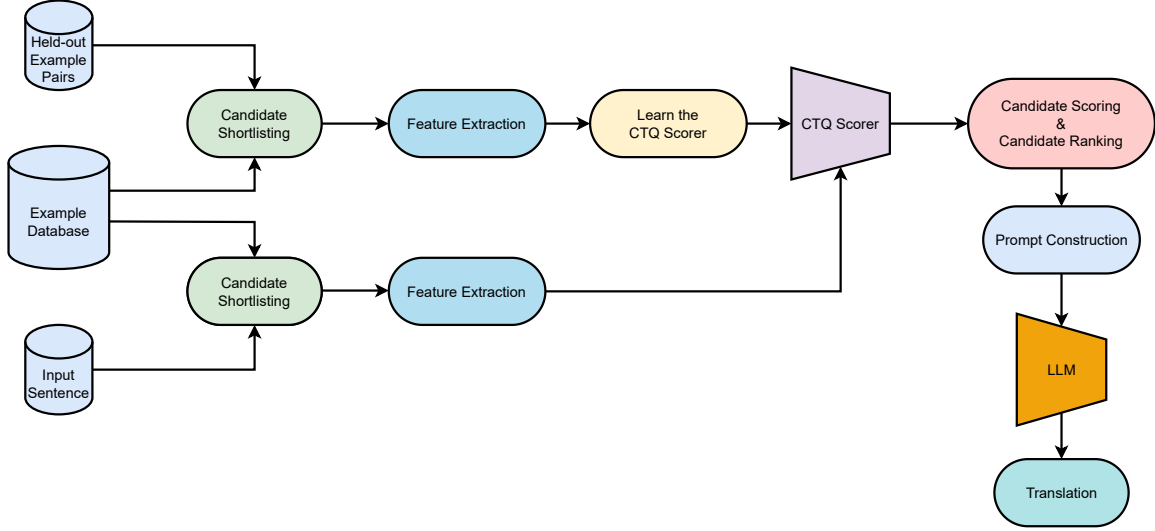 Held-out
Example
Pairs
Candidate
Shortlisting
Feature Extraction
Learn the
CTQ Scorer
CTQ Scorer
Candidate Scoring
&
Candidate Ranking
Example
Database
Prompt Construction
Candidate
Shortlisting
Feature Extraction
Input
Sentence
LLM
Translation